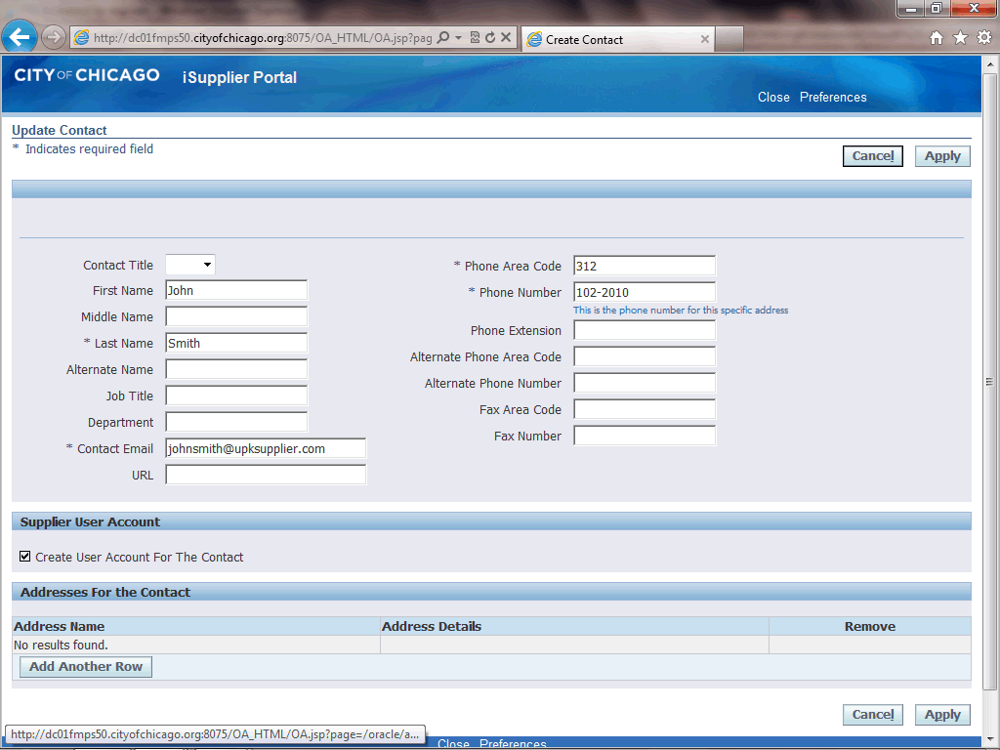 http://dc01fmps50.cityofchicago.org:8075/OA_HTML/OA.jsp?pag
Create Contact
CITY OF CHICAGO iSupplier Portal
Close Preferences
Update Contact
* Indicates required field
Cancel Apply
Contact Title
* Phone Area Code 312
First Name John
* Phone Number 102-2010
This is the phone number for this specific address
Middle Name
Phone Extension
* Last Name Smith
Alternate Phone Area Code
Alternate Name
Alternate Phone Number
Job Title
Fax Area Code
Department
Fax Number
* Contact Email johnsmith@upksupplier.com
URL
Supplier User Account
Create User Account For The Contact
Addresses For the Contact
Address Name Address Details Remove
No results found.
Add Another Row
Cancel Apply
http://dc01fmps50.cityofchicago.org:8075/OA_HTML/OA.jsp?page=/oracle/a...
Close Preferences